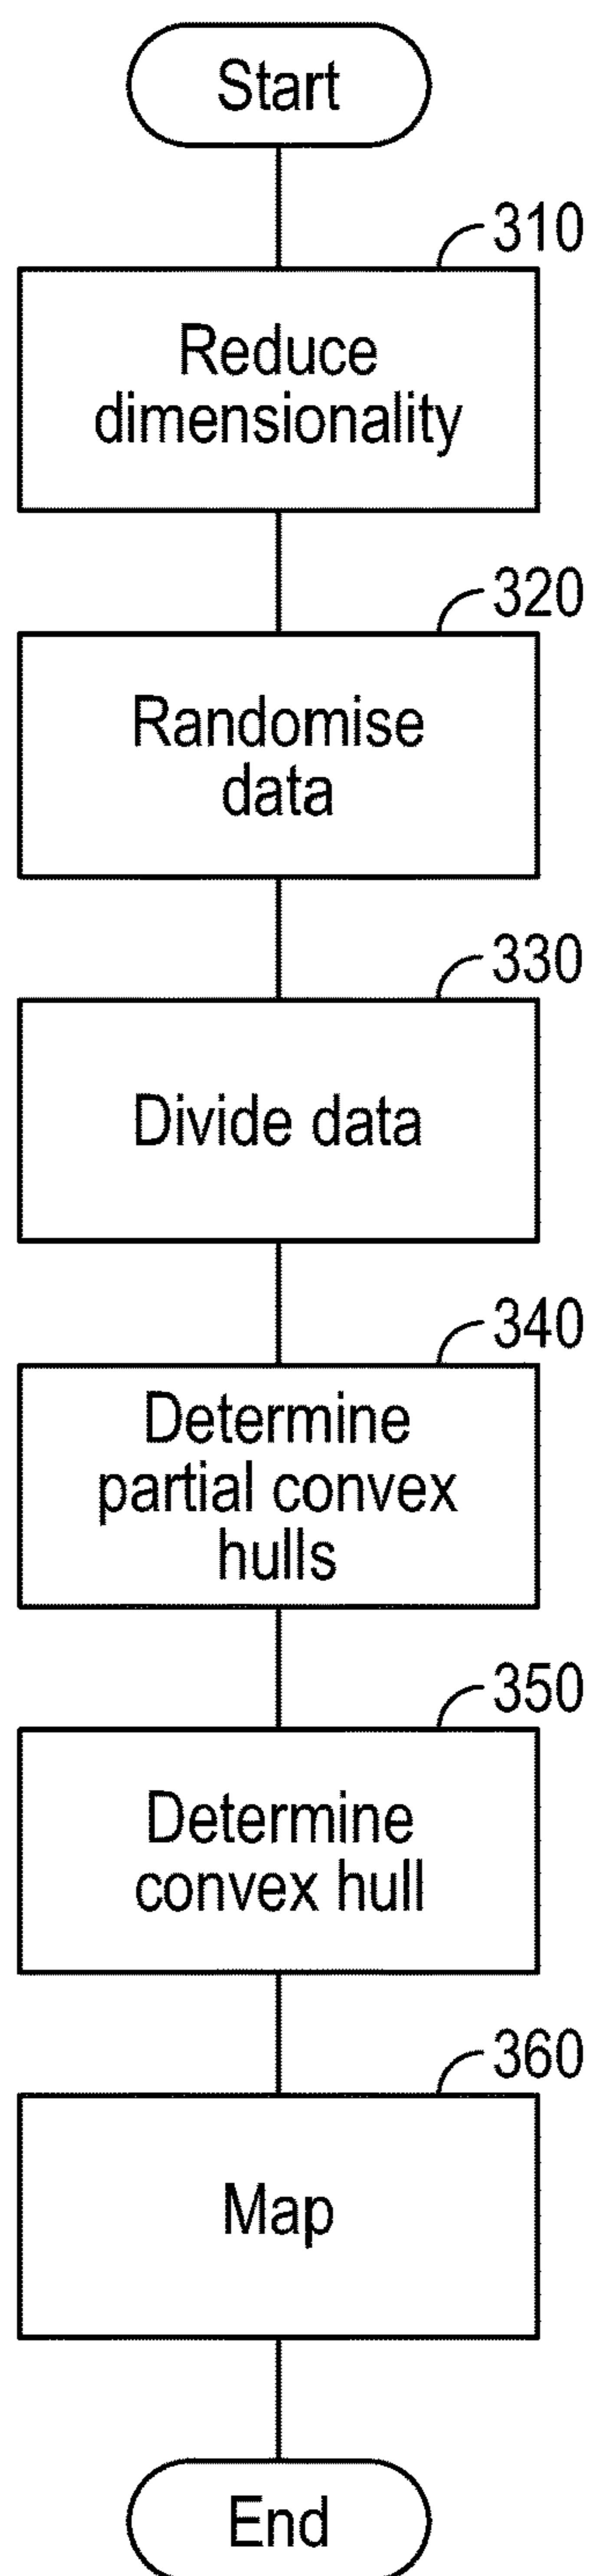 Start
310
Reduce
dimensionality
320
Randomise
data
330
Divide data
340
Determine
partial convex
hulls
350
Determine
convex hull
360
Map
End